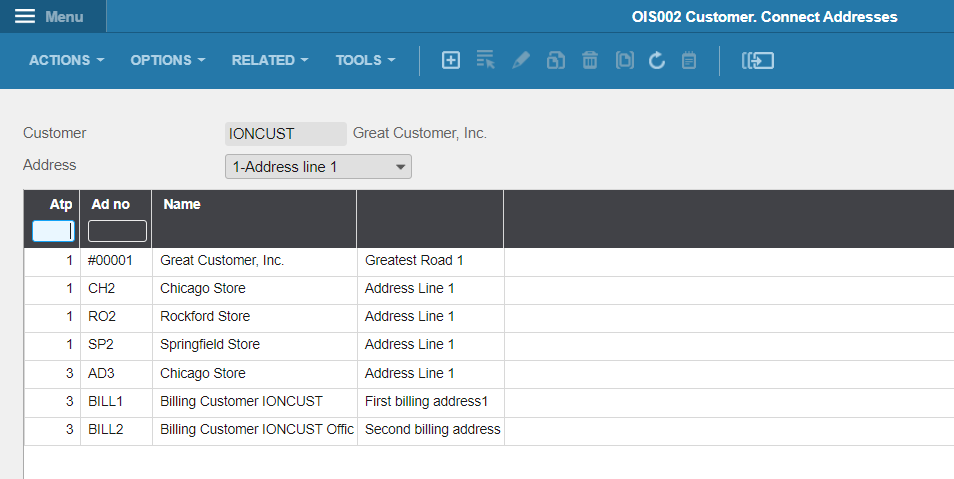 Menu OIS002 Customer. Connect Addresses
ACTIONS OPTIONS RELATED TOOLS
Customer IONCUST Great Customer, Inc.
Address 1-Address line 1
Atp Ad no Name
1 #00001 Great Customer, Inc. Greatest Road 1
1 CH2 Chicago Store Address Line 1
1 RO2 Rockford Store Address Line 1
1 SP2 Springfield Store Address Line 1
3 AD3 Chicago Store Address Line 1
3 BILL1 Billing Customer IONCUST First billing address1
3 BILL2 Billing Customer IONCUST Offic Second billing address